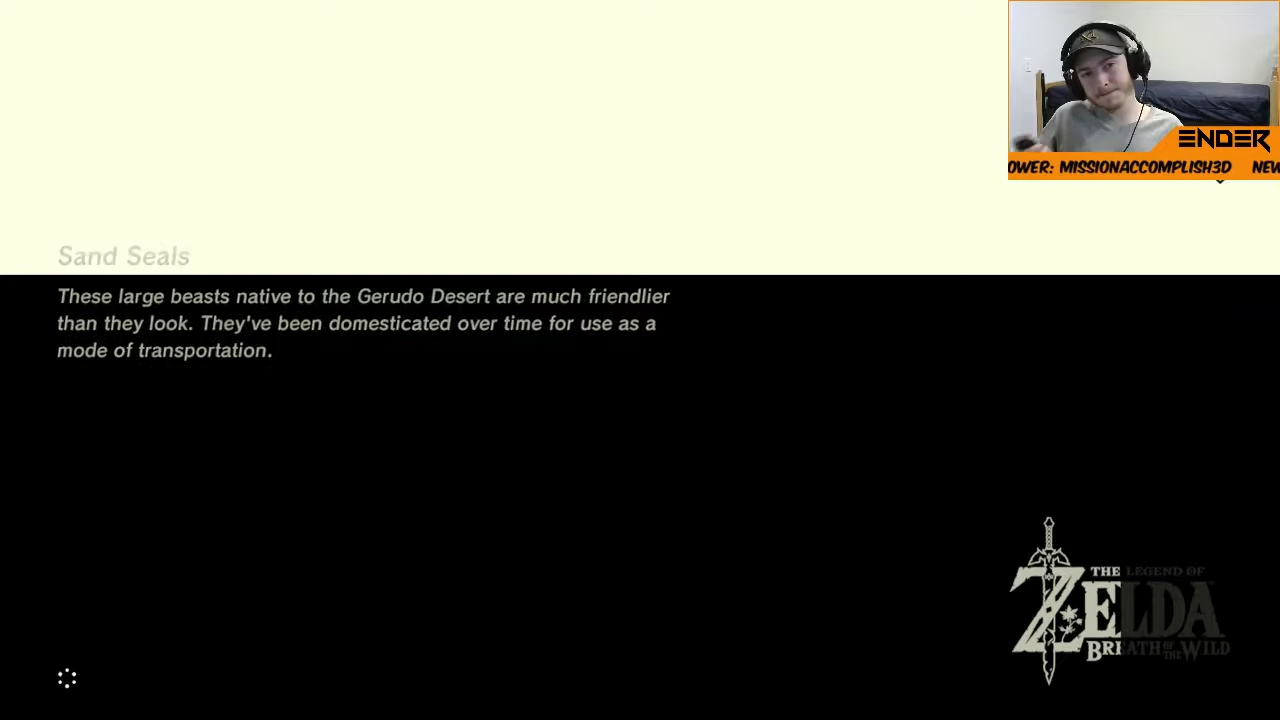 ENDER
OWER: MISSIONACCOMPLISH3D NEW
Sand Seals
These large beasts native to the Gerudo Desert are much friendlier
than they look. They've been domesticated over time for use as a
mode of transportation.
THE LEGEND OF
ZELDA
BREATH OF THE WILD